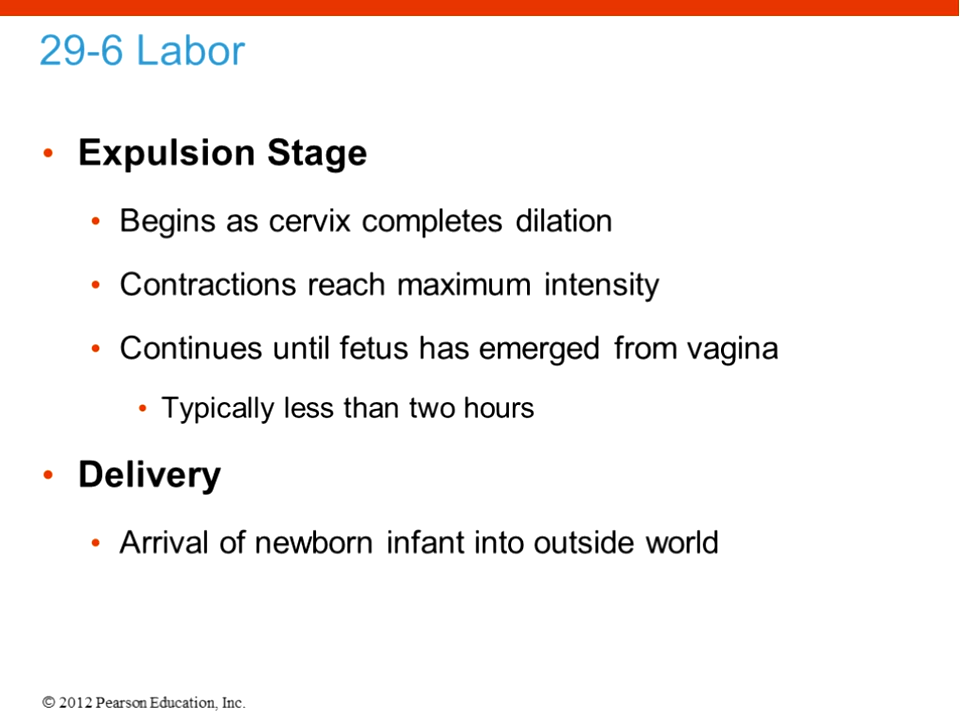 29-6 Labor
• Expulsion Stage
• Begins as cervix completes dilation
• Contractions reach maximum intensity
• Continues until fetus has emerged from vagina
• Typically less than two hours
• Delivery
• Arrival of newborn infant into outside world
© 2012 Pearson Education, Inc.